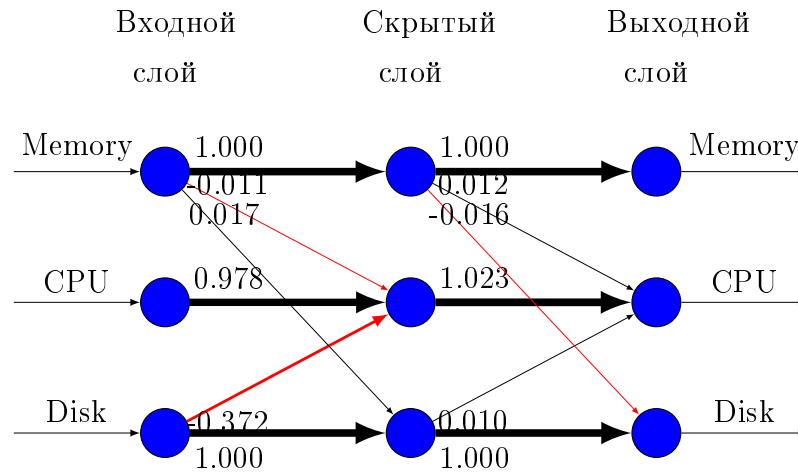 Входной Скрытый Выходной
слой слой слой
Memory 1.000 1.000 Memory
-0.011 0.012
0.017 -0.016
CPU 0.978 1.023 CPU
Disk -0.372 0.010 Disk
1.000 1.000